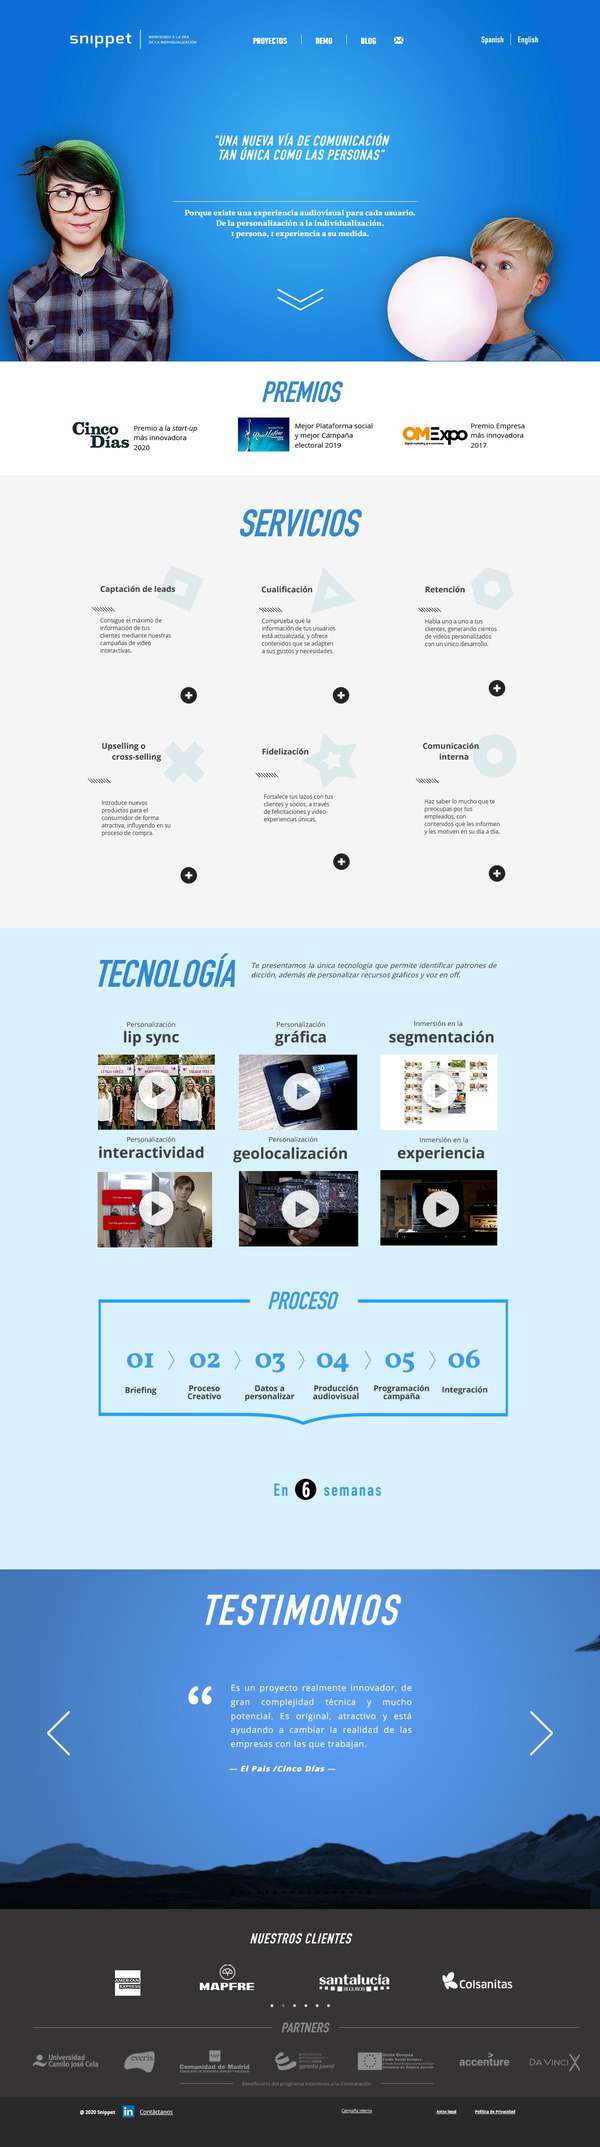 snippet
BIENVENIDO A LA ERA
DE LA INDIVIDUALIZACIÓN
PROYECTOS
DEMO
BLOG
Spanish
English
"UNA NUEVA VÍA DE COMUNICACIÓN
TAN ÚNICA COMO LAS PERSONAS"
Porque existe una experiencia audiovisual para cada usuario.
De la personalización a la individualización.
1 persona, 1 experiencia a su medida.
PREMIOS
Cinco Días
Premio a la start-up
más innovadora
2020
Mejor Plataforma social
y mejor Campaña
electoral 2019
OMExpo
Premio Empresa
más innovadora
2017
SERVICIOS
Captación de leads
Consigue el máximo de
información de tus
clientes mediante nuestras
campañas de video
interactivas.
Cualificación
Comprueba que la
información de tus usuarios
está actualizada, y ofrece
contenidos que se adapten
a sus gustos y necesidades.
Retención
Habla uno a uno a tus
clientes, generando cientos
de vídeos personalizados
con un único desarrollo.
Upselling o
cross-selling
Introduce nuevos
productos para el
consumidor de forma
atractiva, influyendo en su
proceso de compra.
Fidelización
Fortalece tus lazos con tus
clientes y socios, a través
de felicitaciones y video-
experiencias únicas.
Comunicación
interna
Haz saber lo mucho que te
preocupas por tus
empleados, con
contenidos que les informen
y les motiven en su día a día.
TECNOLOGÍA
Te presentamos la única tecnología que permite identificar patrones de
dicción, además de personalizar recursos gráficos y voz en off.
Personalización
lip sync
Personalización
gráfica
Inmersión en la
segmentación
Personalización
interactividad
Personalización
geolocalización
Inmersión en la
experiencia
PROCESO
01 02 03 04 05 06
Briefing
Proceso
Creativo
Datos a
personalizar
Producción
audiovisual
Programación
campaña
Integración
En 6 semanas
TESTIMONIOS
“ Es un proyecto realmente innovador, de
gran complejidad técnica y mucho
potencial. Es original, atractivo y está
ayudando a cambiar la realidad de las
empresas con las que trabajan.
— El País /Cinco Días —
NUESTROS CLIENTES
AMERICAN EXPRESS
MAPFRE
santalucía
SEGUROS
Colsanitas
PARTNERS
Universidad
Camilo José Cela
everis
Comunidad de Madrid
garantía juvenil
Unión Europea
Fondo Social Europeo
accenture
DA VINCI
Beneficiario del programa Incentivos a la Contratación
@ 2020 Snippet
in
Contáctanos
Campaña interna
Aviso legal
Política de Privacidad